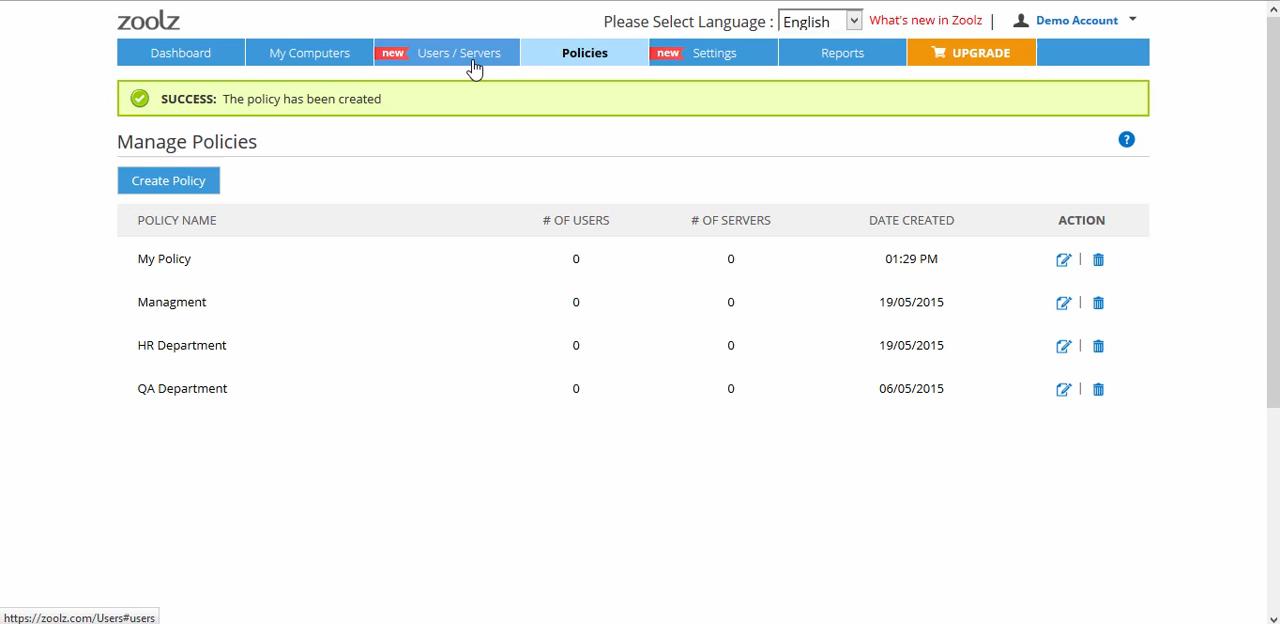 zoolz
Please Select Language : English What's new in Zoolz | Demo Account
Dashboard My Computers new Users / Servers Policies new Settings Reports UPGRADE
SUCCESS: The policy has been created
Manage Policies ?
Create Policy
POLICY NAME # OF USERS # OF SERVERS DATE CREATED ACTION
My Policy 0 0 01:29 PM |
Managment 0 0 19/05/2015 |
HR Department 0 0 19/05/2015 |
QA Department 0 0 06/05/2015 |
https://zoolz.com/Users#users